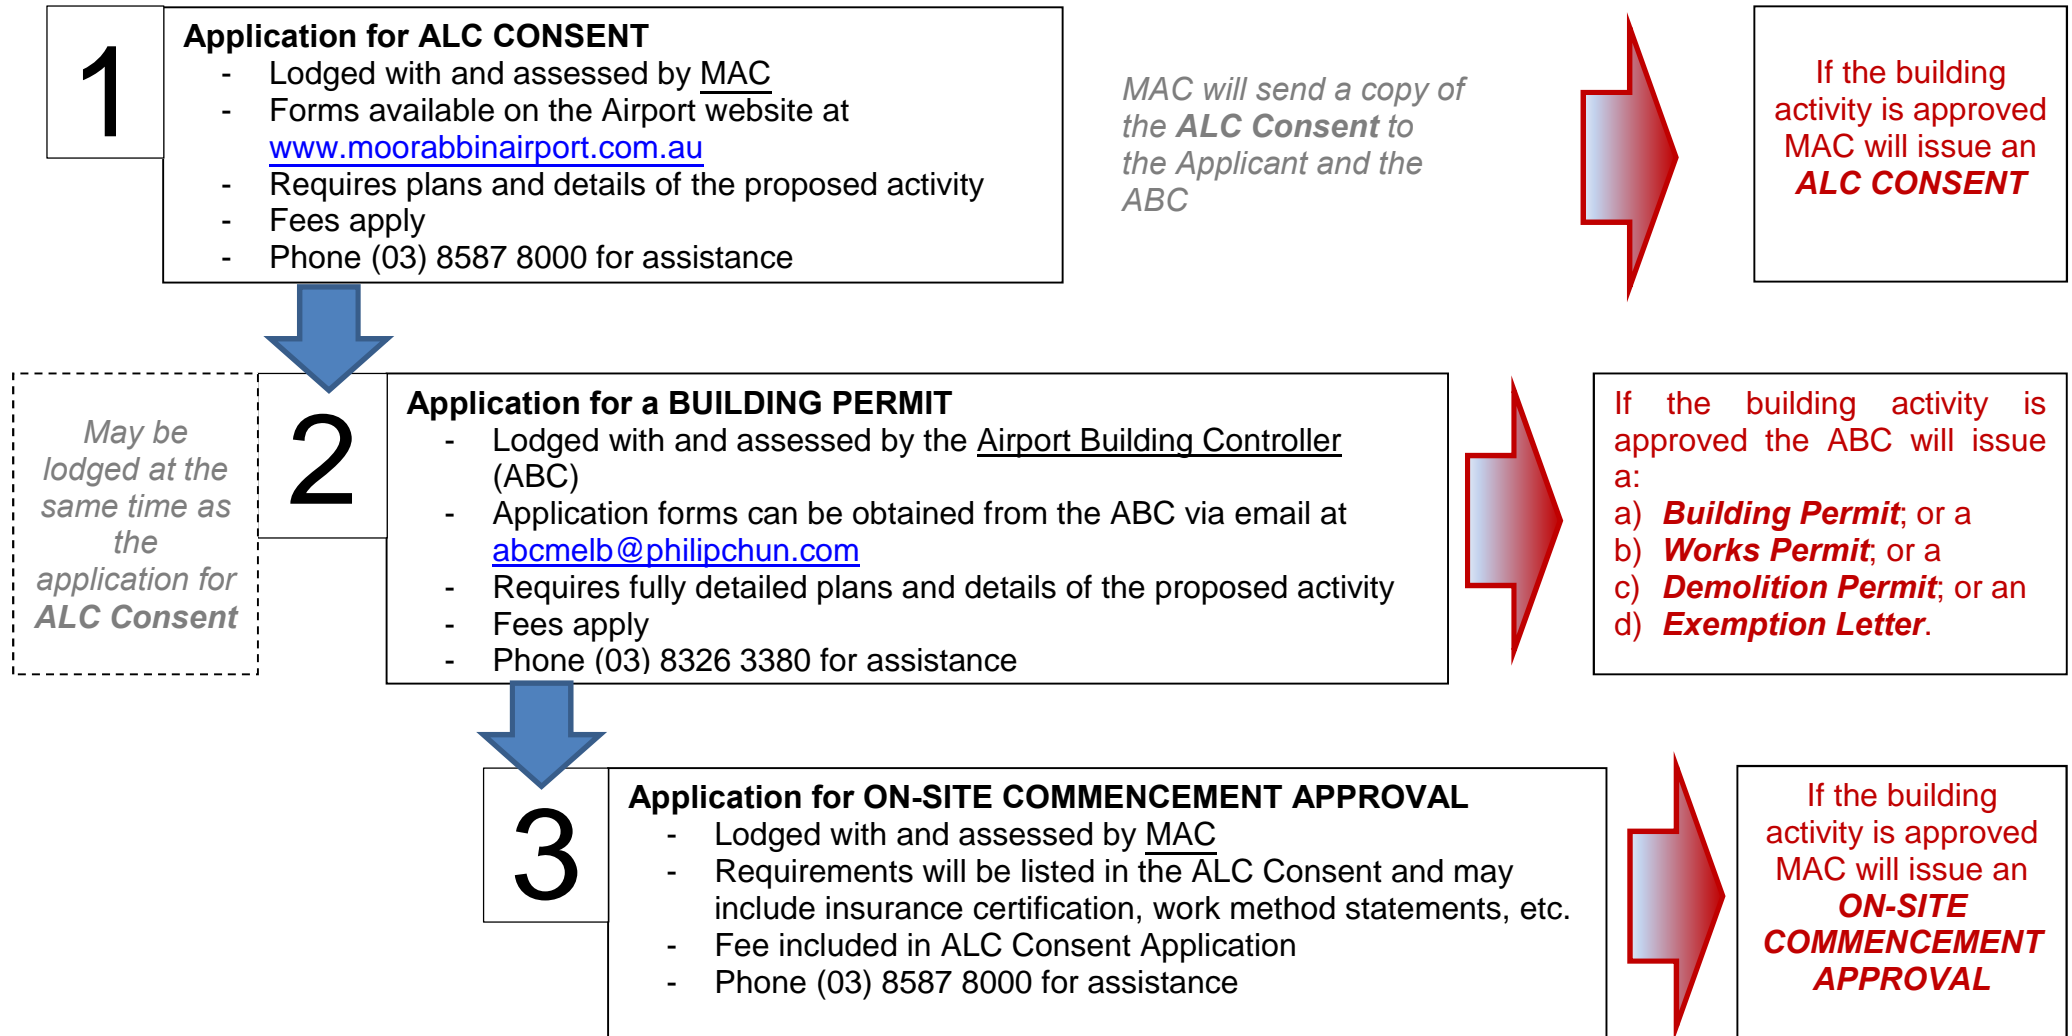 1
Application for ALC CONSENT
- Lodged with and assessed by MAC
- Forms available on the Airport website at
www.moorabbinairport.com.au
- Requires plans and details of the proposed activity
- Fees apply
- Phone (03) 8587 8000 for assistance
MAC will send a copy of
the ALC Consent to
the Applicant and the
ABC
If the building
activity is approved
MAC will issue an
ALC CONSENT
May be
lodged at the
same time as
the
application for
ALC Consent
2
Application for a BUILDING PERMIT
- Lodged with and assessed by the Airport Building Controller
(ABC)
- Application forms can be obtained from the ABC via email at
abcmelb@philipchun.com
- Requires fully detailed plans and details of the proposed activity
- Fees apply
- Phone (03) 8326 3380 for assistance
If the building activity is
approved the ABC will issue
a:
a) Building Permit; or a
b) Works Permit; or a
c) Demolition Permit; or an
d) Exemption Letter.
3
Application for ON-SITE COMMENCEMENT APPROVAL
- Lodged with and assessed by MAC
- Requirements will be listed in the ALC Consent and may
include insurance certification, work method statements, etc.
- Fee included in ALC Consent Application
- Phone (03) 8587 8000 for assistance
If the building
activity is approved
MAC will issue an
ON-SITE
COMMENCEMENT
APPROVAL